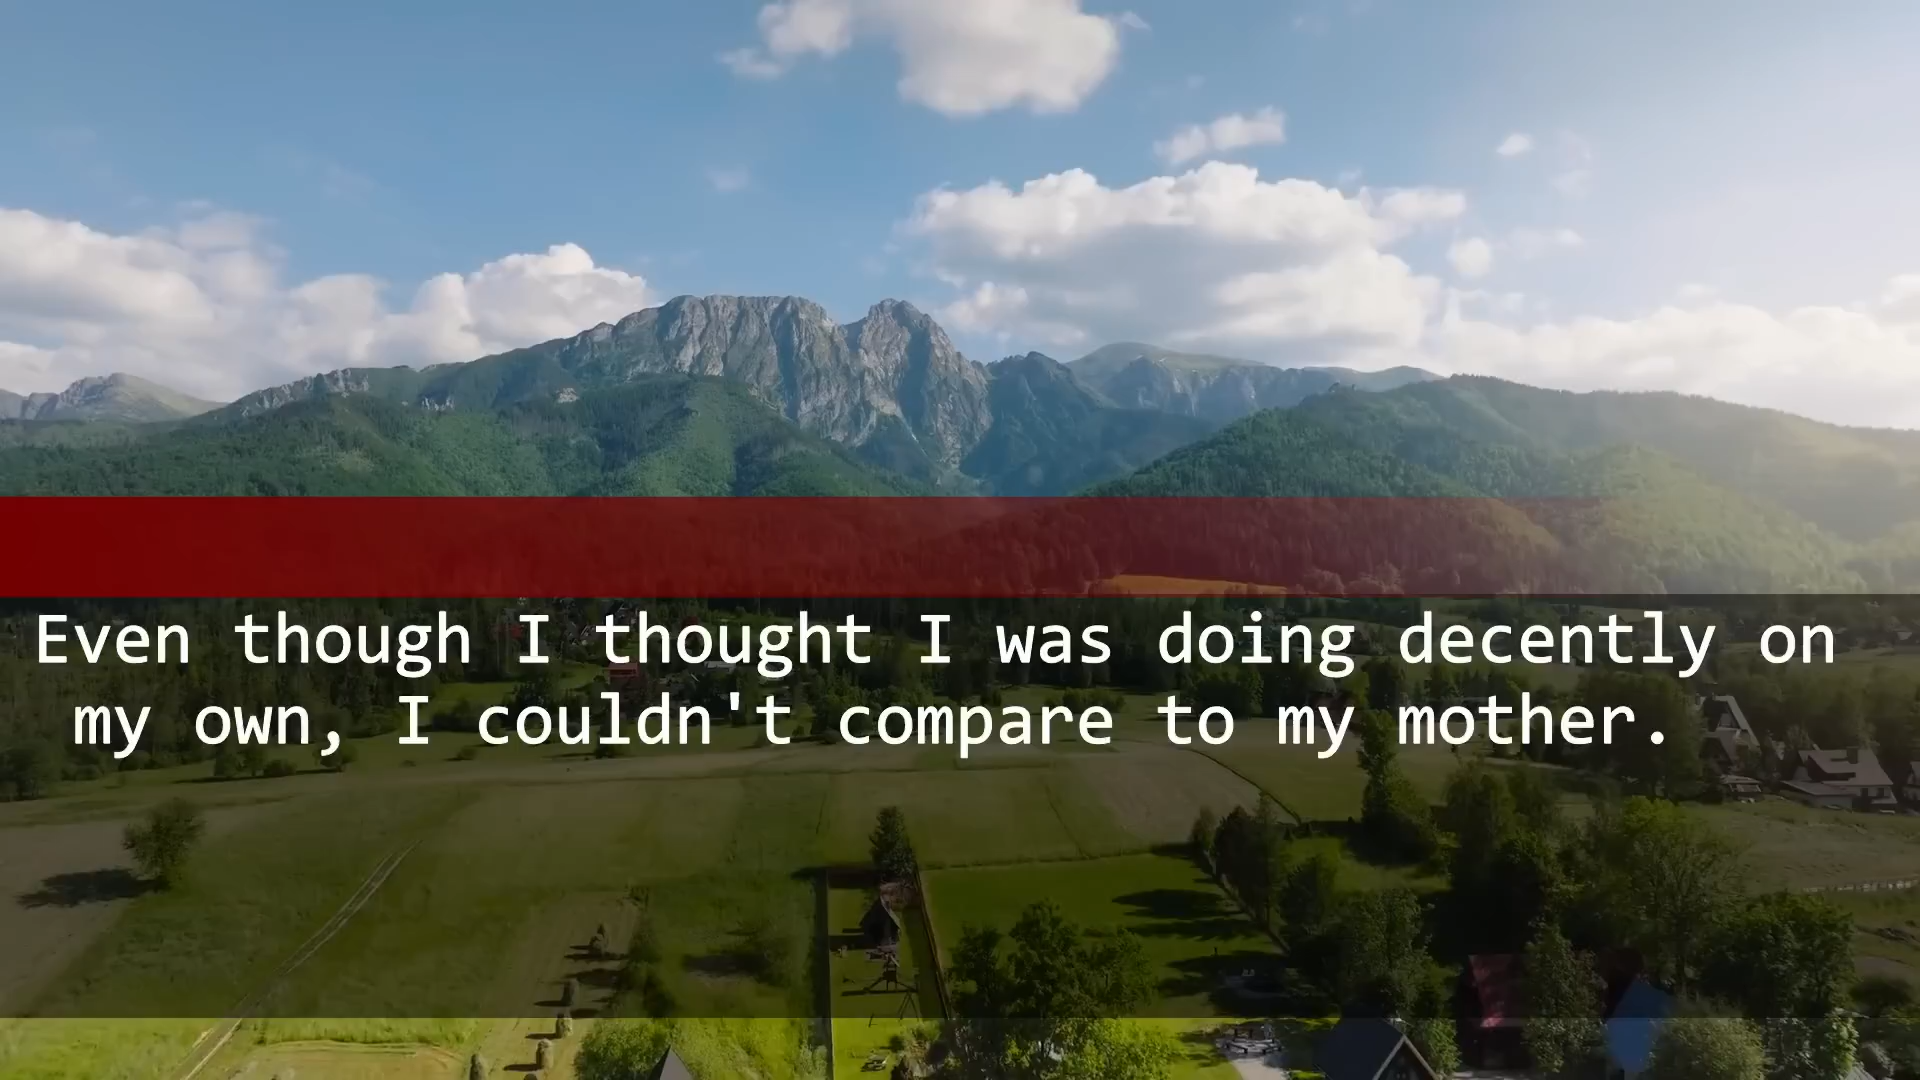 Even though I thought I was doing decently on
my own, I couldn't compare to my mother.